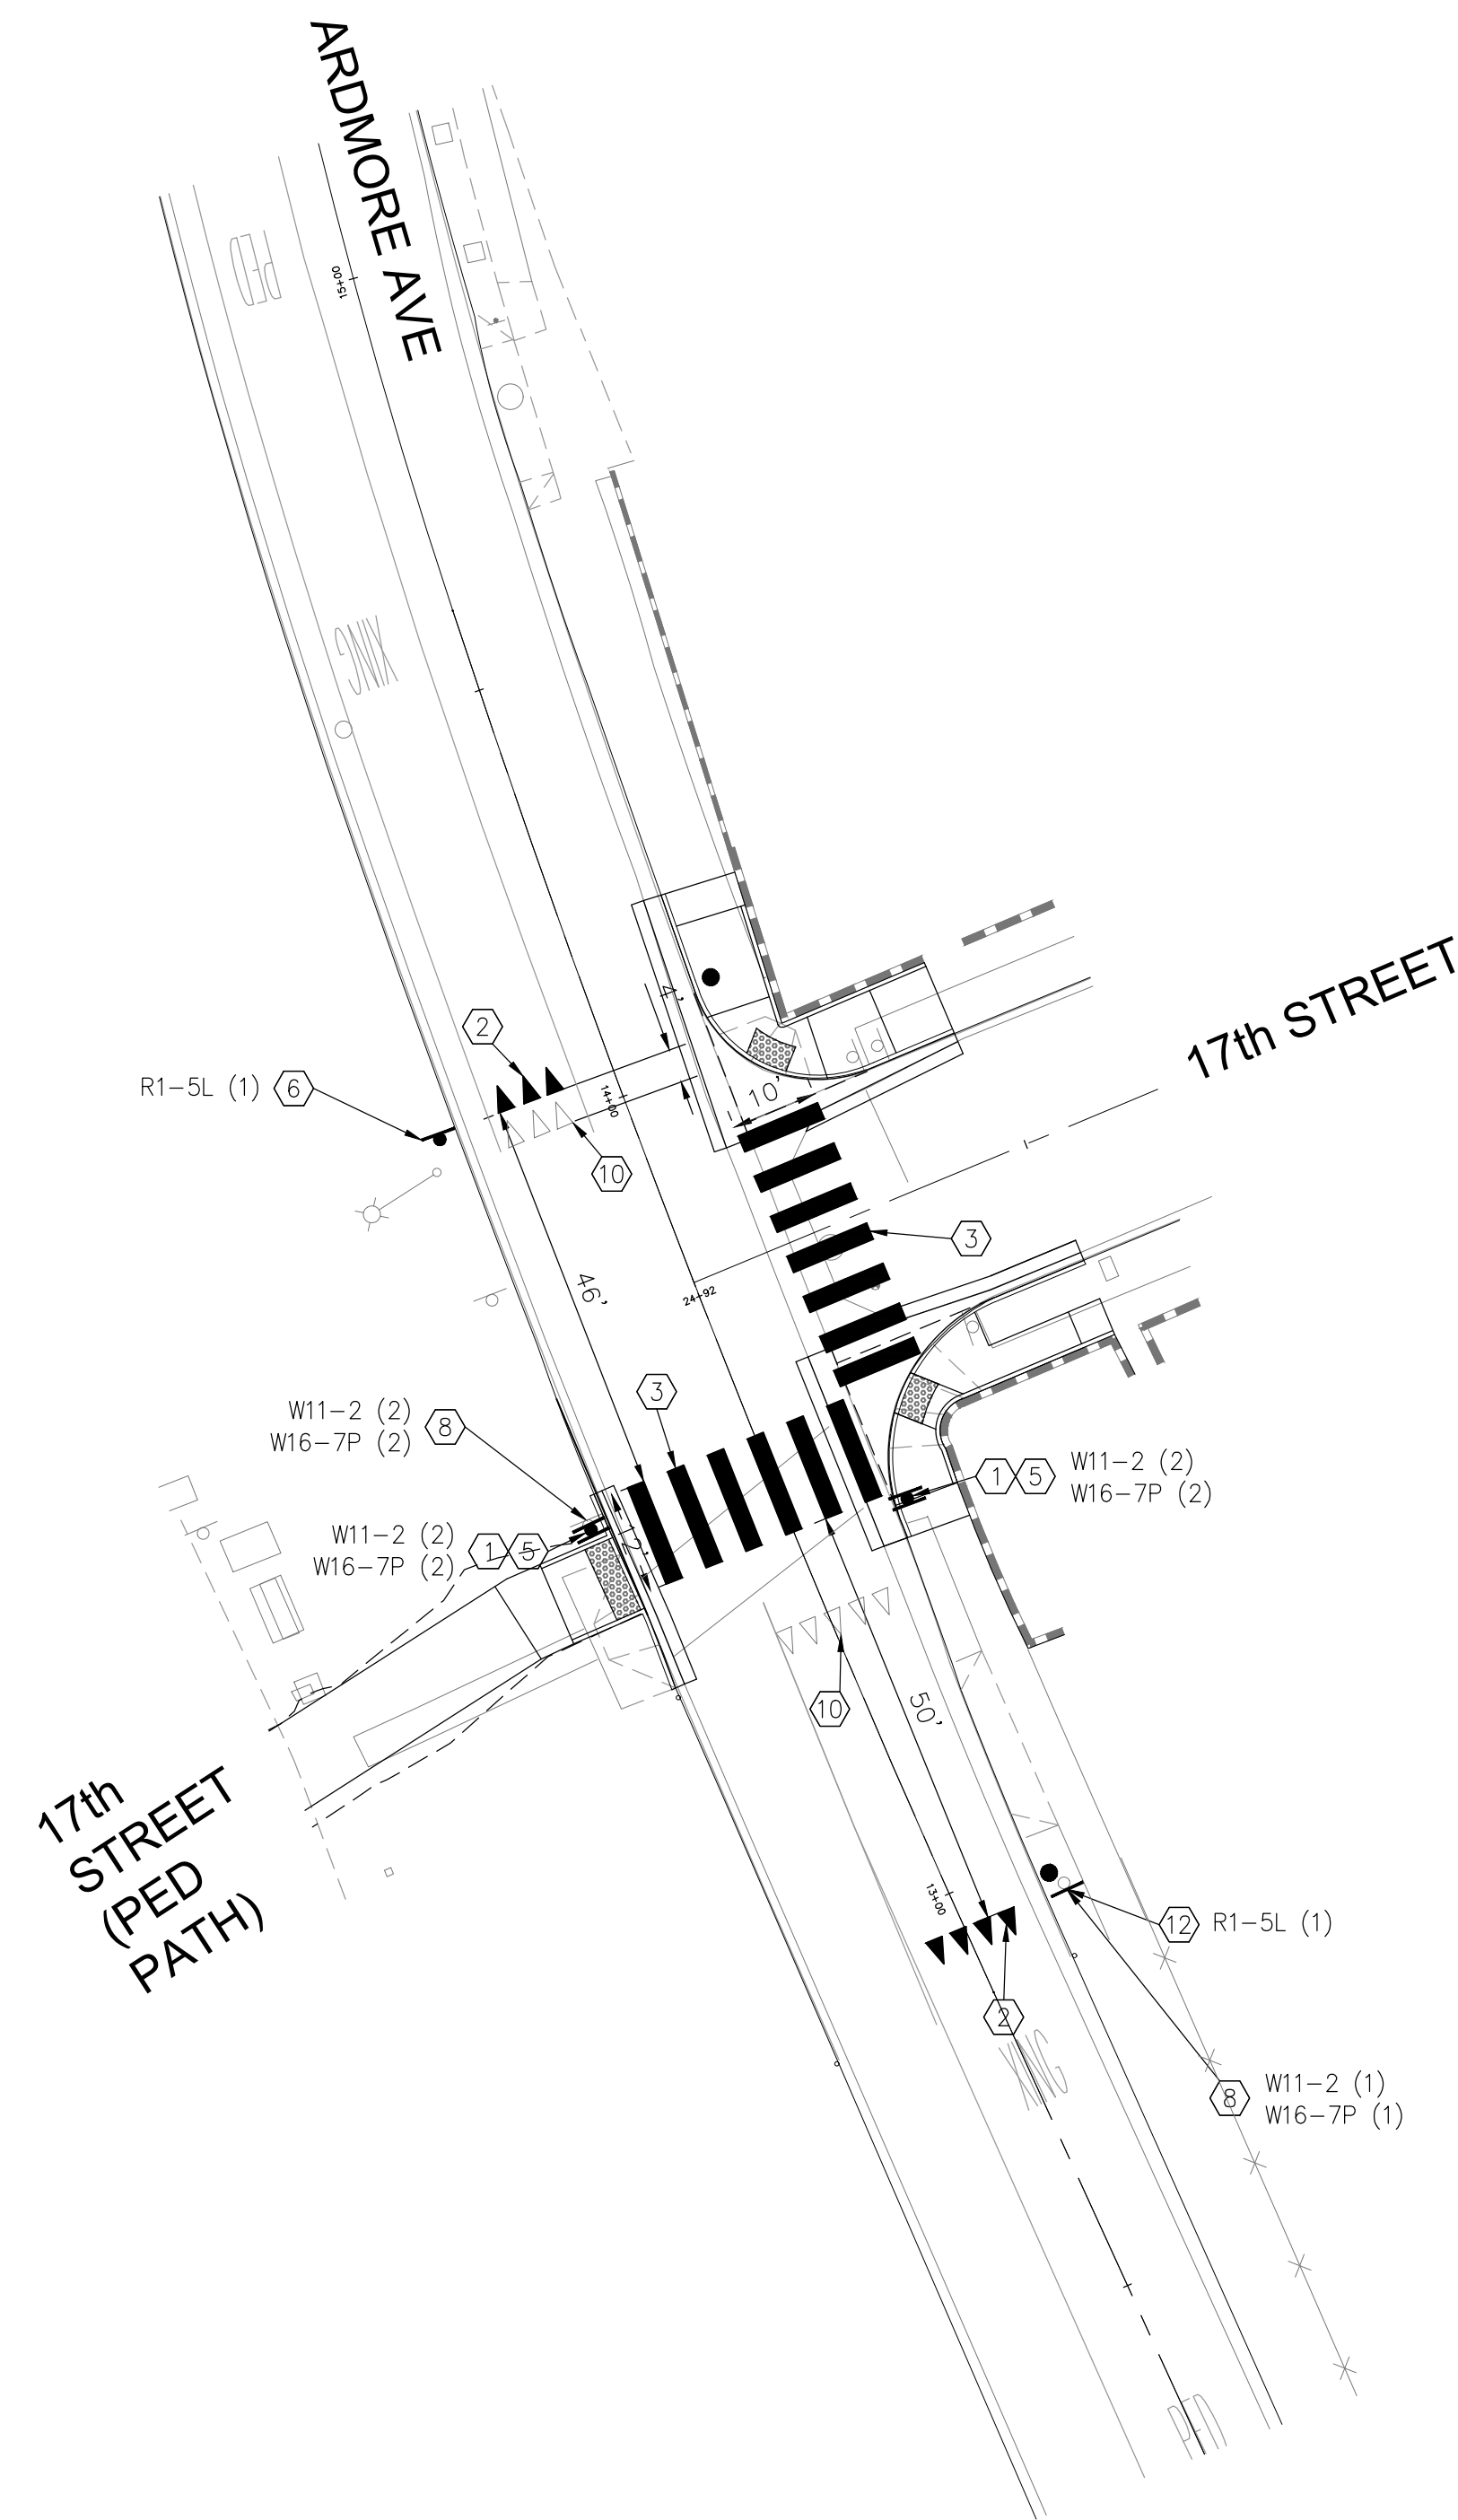 ARDMORE AVE
15+00
PED
XING
4'
2
R1-5L (1) 6
14+00
10'
10
17th STREET
3
46'
24+92
3
W11-2 (2)
W16-7P (2)
8
1 5
W11-2 (2)
W16-7P (2)
W11-2 (2)
W16-7P (2)
1 5
10
50'
17th
STREET
(PED
PATH)
13+00
12 R1-5L (1)
2
8
W11-2 (1)
W16-7P (1)